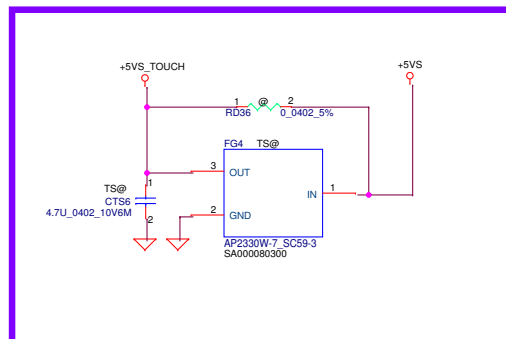 +5VS_TOUCH
+5VS
1 @ 2
RD36 0_0402_5%
FG4 TS@
3 OUT
IN 1
2 GND
TS@ 1
CTS6
4.7U_0402_10V6M
2
AP2330W-7_SC59-3
SA000080300